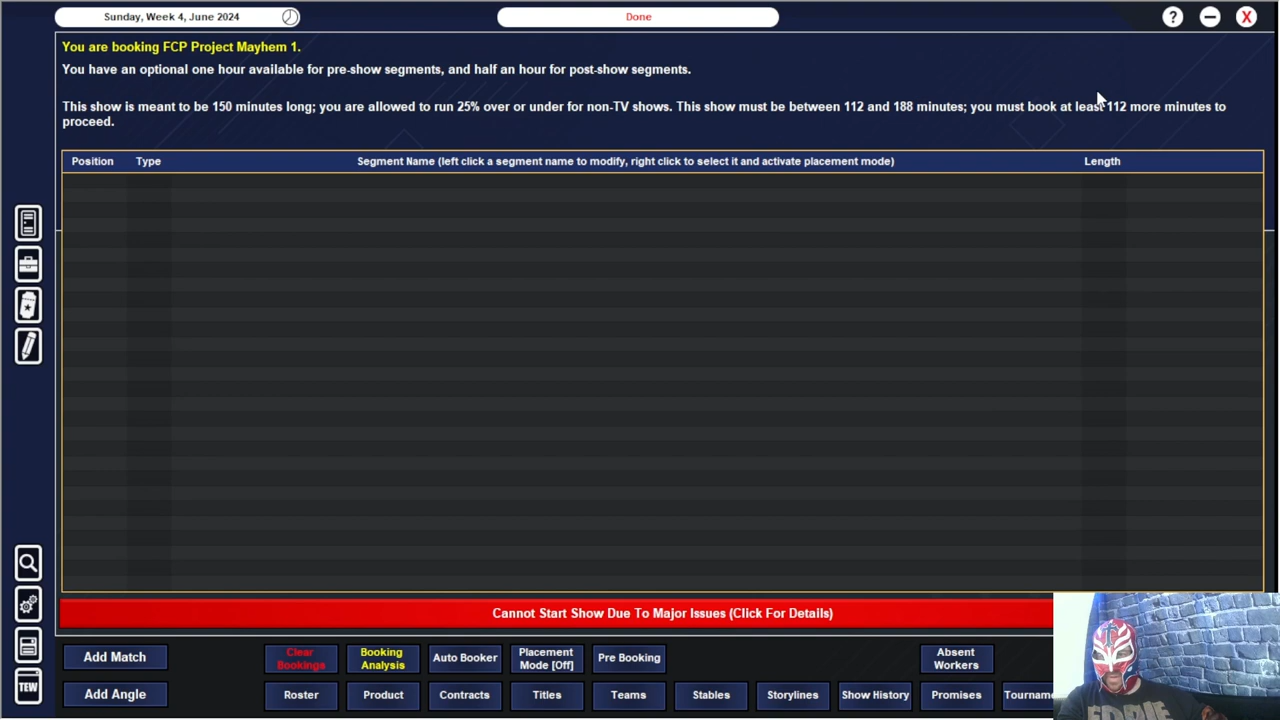 Sunday, Week 4, June 2024
Done
You are booking FCP Project Mayhem 1.
You have an optional one hour available for pre-show segments, and half an hour for post-show segments.
This show is meant to be 150 minutes long; you are allowed to run 25% over or under for non-TV shows. This show must be between 112 and 188 minutes; you must book at least 112 more minutes to
proceed.
Position Type Segment Name (left click a segment name to modify, right click to select it and activate placement mode) Length
Cannot Start Show Due To Major Issues (Click For Details)
Add Match
Clear
Bookings
Booking
Analysis
Auto Booker
Placement
Mode [Off]
Pre Booking
Absent
Workers
Add Angle
Roster
Product
Contracts
Titles
Teams
Stables
Storylines
Show History
Promises
Tourname
TEW
EDDIE